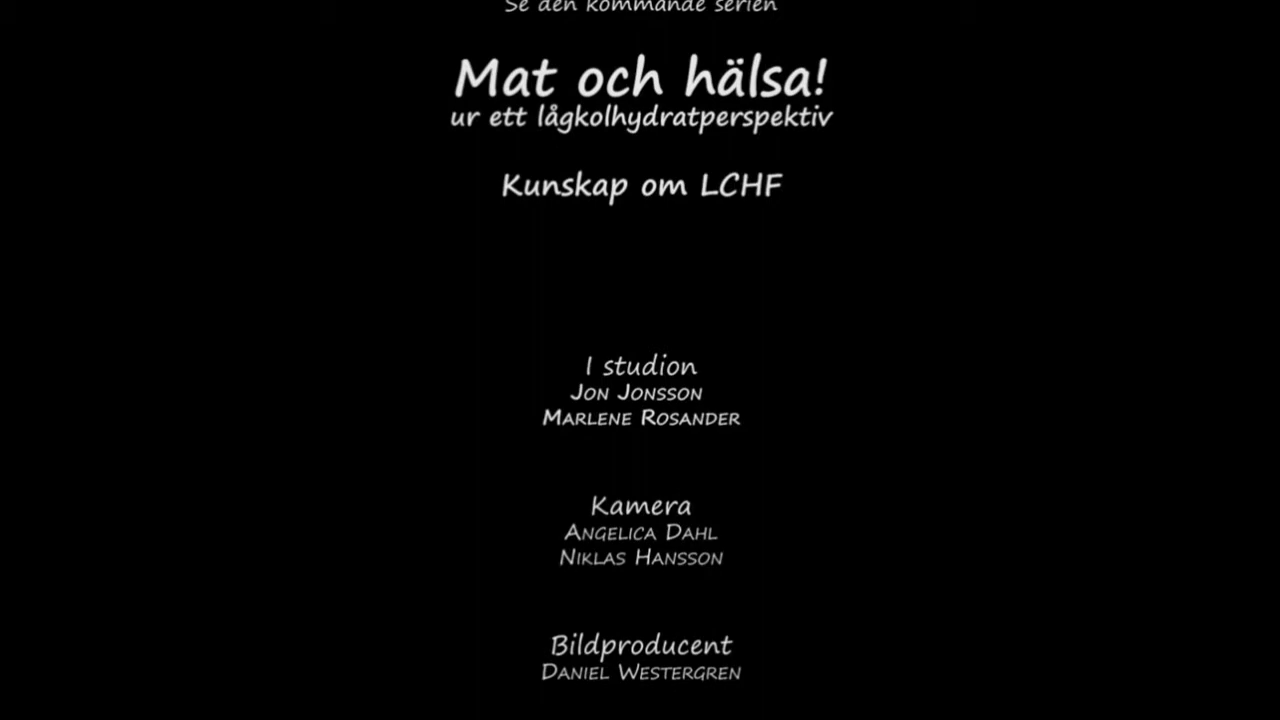 Se den kommande serien
Mat och hälsa!
ur ett lågkolhydratperspektiv
Kunskap om LCHF
I studion
JON JONSSON
MARLENE ROSANDER
Kamera
ANGELICA DAHL
NIKLAS HANSSON
Bildproducent
DANIEL WESTERGREN